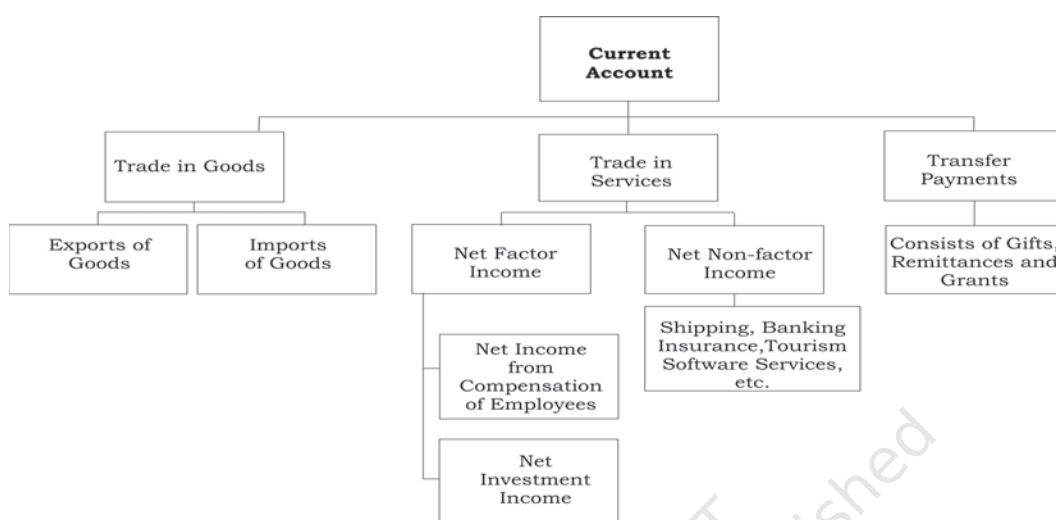 Current
Account
Trade in Goods
Trade in
Services
Transfer
Payments
Exports of
Goods
Imports
of Goods
Net Factor
Income
Net Non-factor
Income
Consists of Gifts,
Remittances and
Grants
Net Income
from
Compensation
of Employees
Shipping, Banking
Insurance,Tourism
Software Services,
etc.
Net
Investment
Income